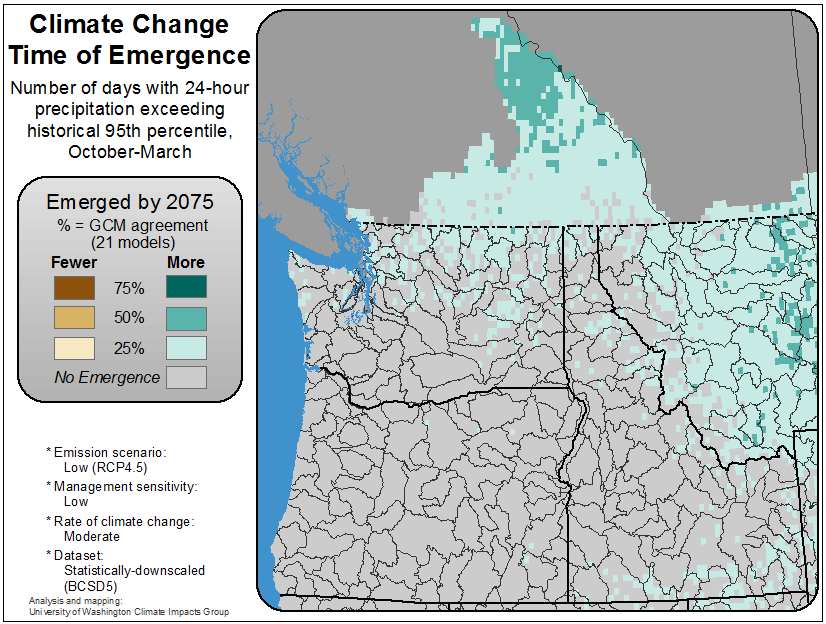 Climate Change
Time of Emergence
Number of days with 24-hour
precipitation exceeding
historical 95th percentile,
October-March
Emerged by 2075
% = GCM agreement
(21 models)
Fewer More
75%
50%
25%
No Emergence
* Emission scenario:
Low (RCP4.5)
* Management sensitivity:
Low
* Rate of climate change:
Moderate
* Dataset:
Statistically-downscaled
(BCSD5)
Analysis and mapping:
University of Washington Climate Impacts Group